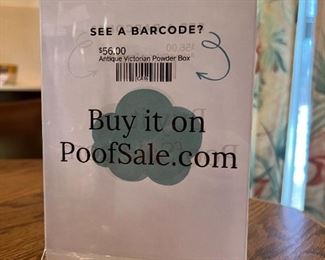 SEE A BARCODE?
$56.00
Antique Victorian Powder Box
Buy it on
PoofSale.com